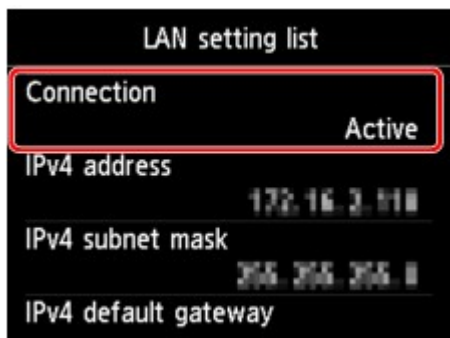 LAN setting list
Connection
Active
IPv4 address
IPv4 subnet mask
IPv4 default gateway